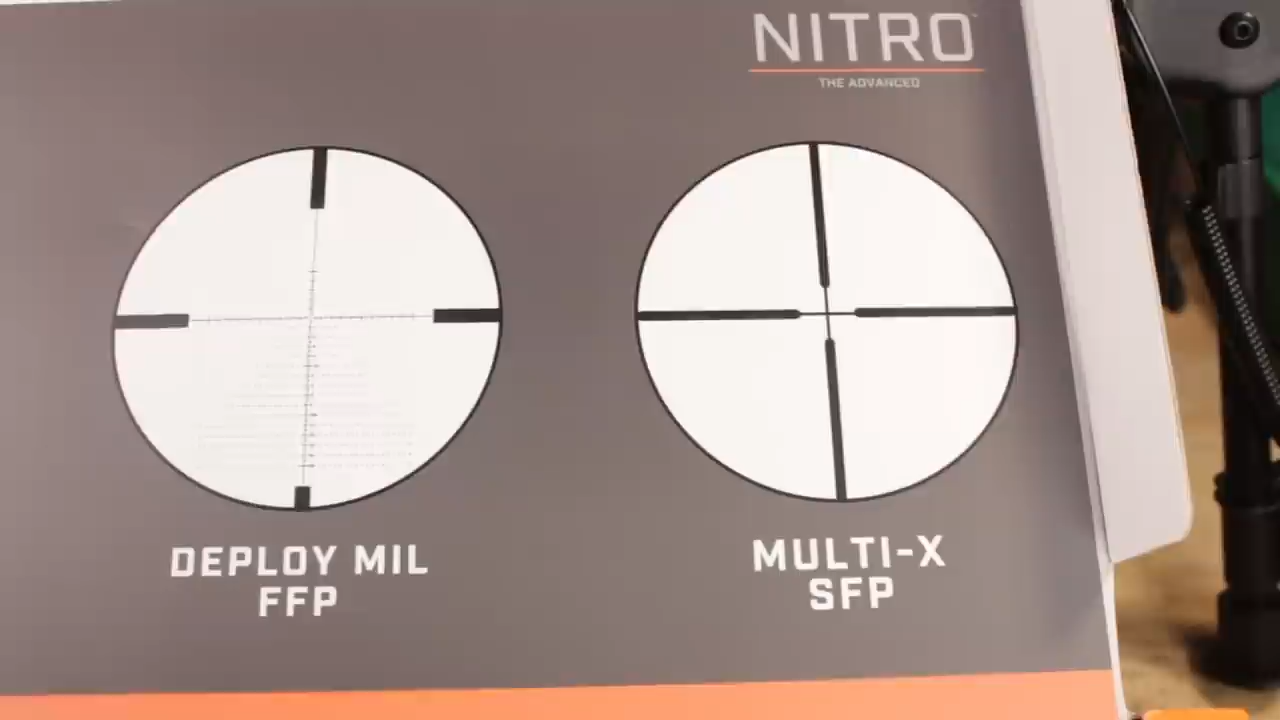 NITRO
THE ADVANCED
DEPLOY MIL
FFP
MULTI-X
SFP